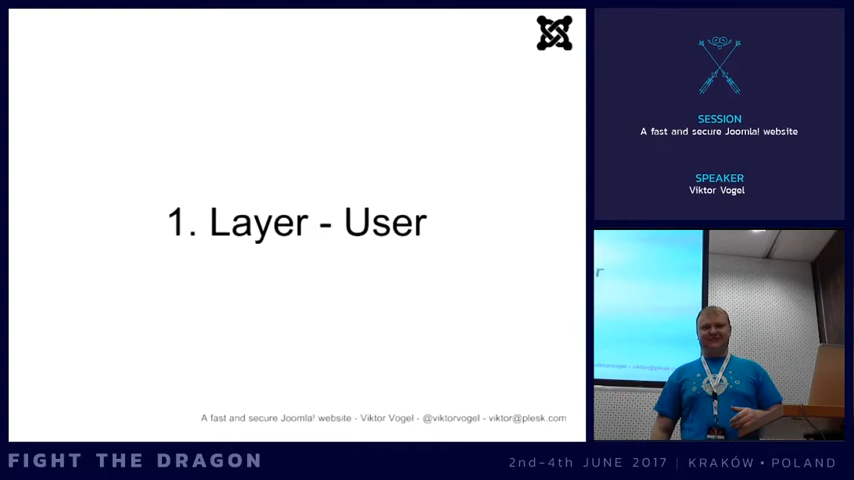 1. Layer - User
A fast and secure Joomla! website - Viktor Vogel - @viktorvogel - viktor@plesk.com
SESSION
A fast and secure Joomla! website
SPEAKER
Viktor Vogel
r
FIGHT THE DRAGON
2nd-4th JUNE 2017 | KRAKÓW • POLAND